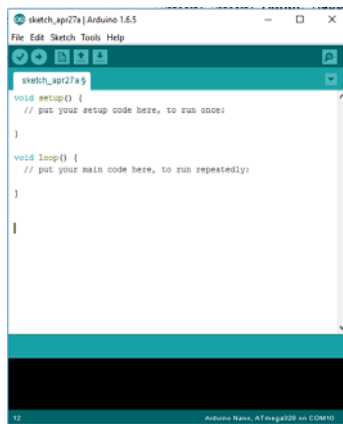 sketch_apr27a | Arduino 1.6.5
File Edit Sketch Tools Help
sketch_apr27a §
void setup() {
// put your setup code here, to run once:
}
void loop() {
// put your main code here, to run repeatedly:
}
12
Arduino Nano, ATmega328 on COM10